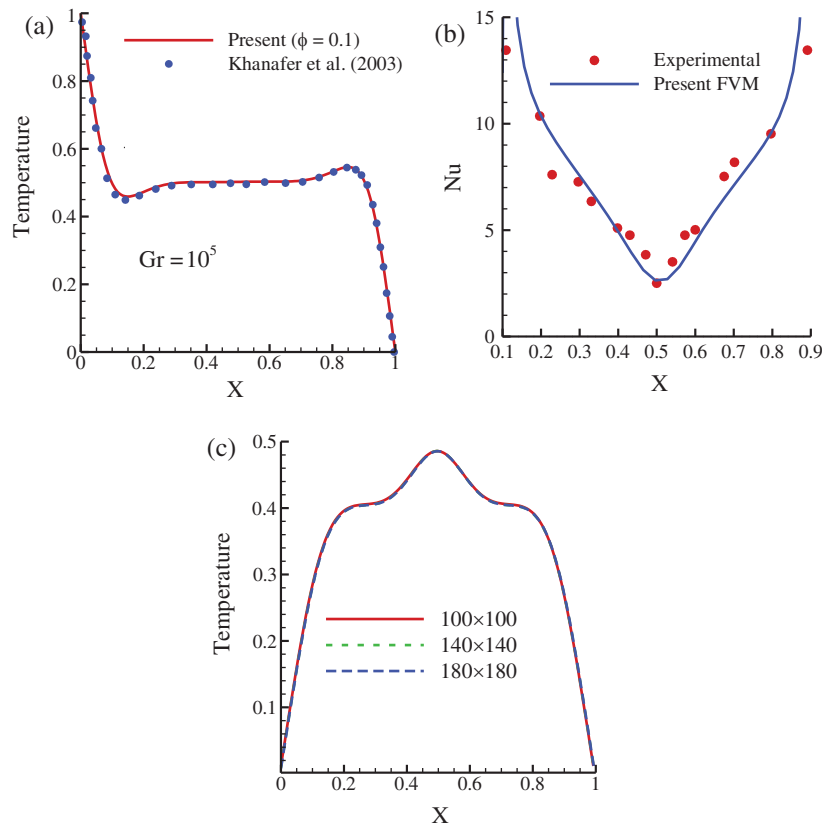 (a)
Present (ϕ = 0.1)
Khanafer et al. (2003)
Temperature
1
0.8
0.6
0.4
0.2
0
Gr = 10⁵
0 0.2 0.4 0.6 0.8 1
X
(b)
Experimental
Present FVM
Nu
15
10
5
0
0.1 0.2 0.3 0.4 0.5 0.6 0.7 0.8 0.9
X
(c)
Temperature
0.5
0.4
0.3
0.2
0.1
100×100
140×140
180×180
0 0.2 0.4 0.6 0.8 1
X